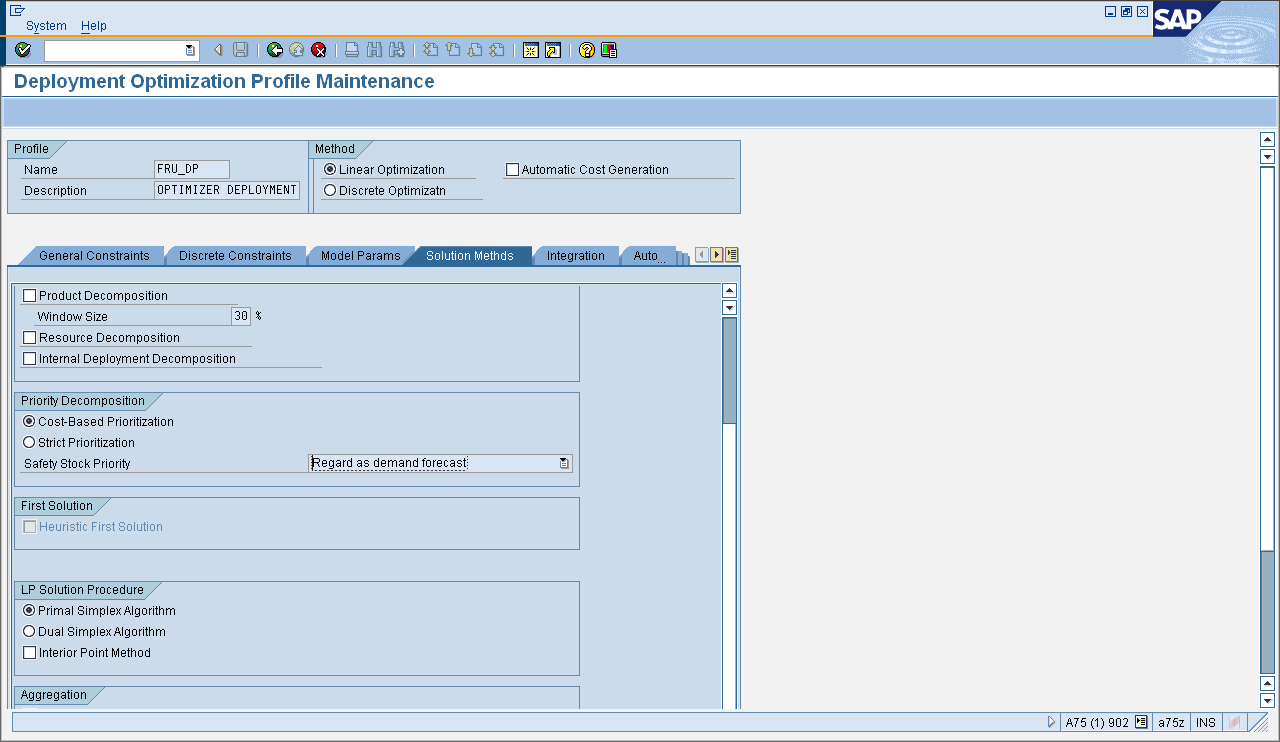 System Help
SAP
Deployment Optimization Profile Maintenance
Profile
Name FRU_DP
Description OPTIMIZER DEPLOYMENT
Method
Linear Optimization Automatic Cost Generation
Discrete Optimizatn
General Constraints Discrete Constraints Model Params Solution Methds Integration Auto...
Product Decomposition
Window Size 30 %
Resource Decomposition
Internal Deployment Decomposition
Priority Decomposition
Cost-Based Prioritization
Strict Prioritization
Safety Stock Priority Regard as demand forecast
First Solution
Heuristic First Solution
LP Solution Procedure
Primal Simplex Algorithm
Dual Simplex Algorithm
Interior Point Method
Aggregation
A75 (1) 902 a75z INS